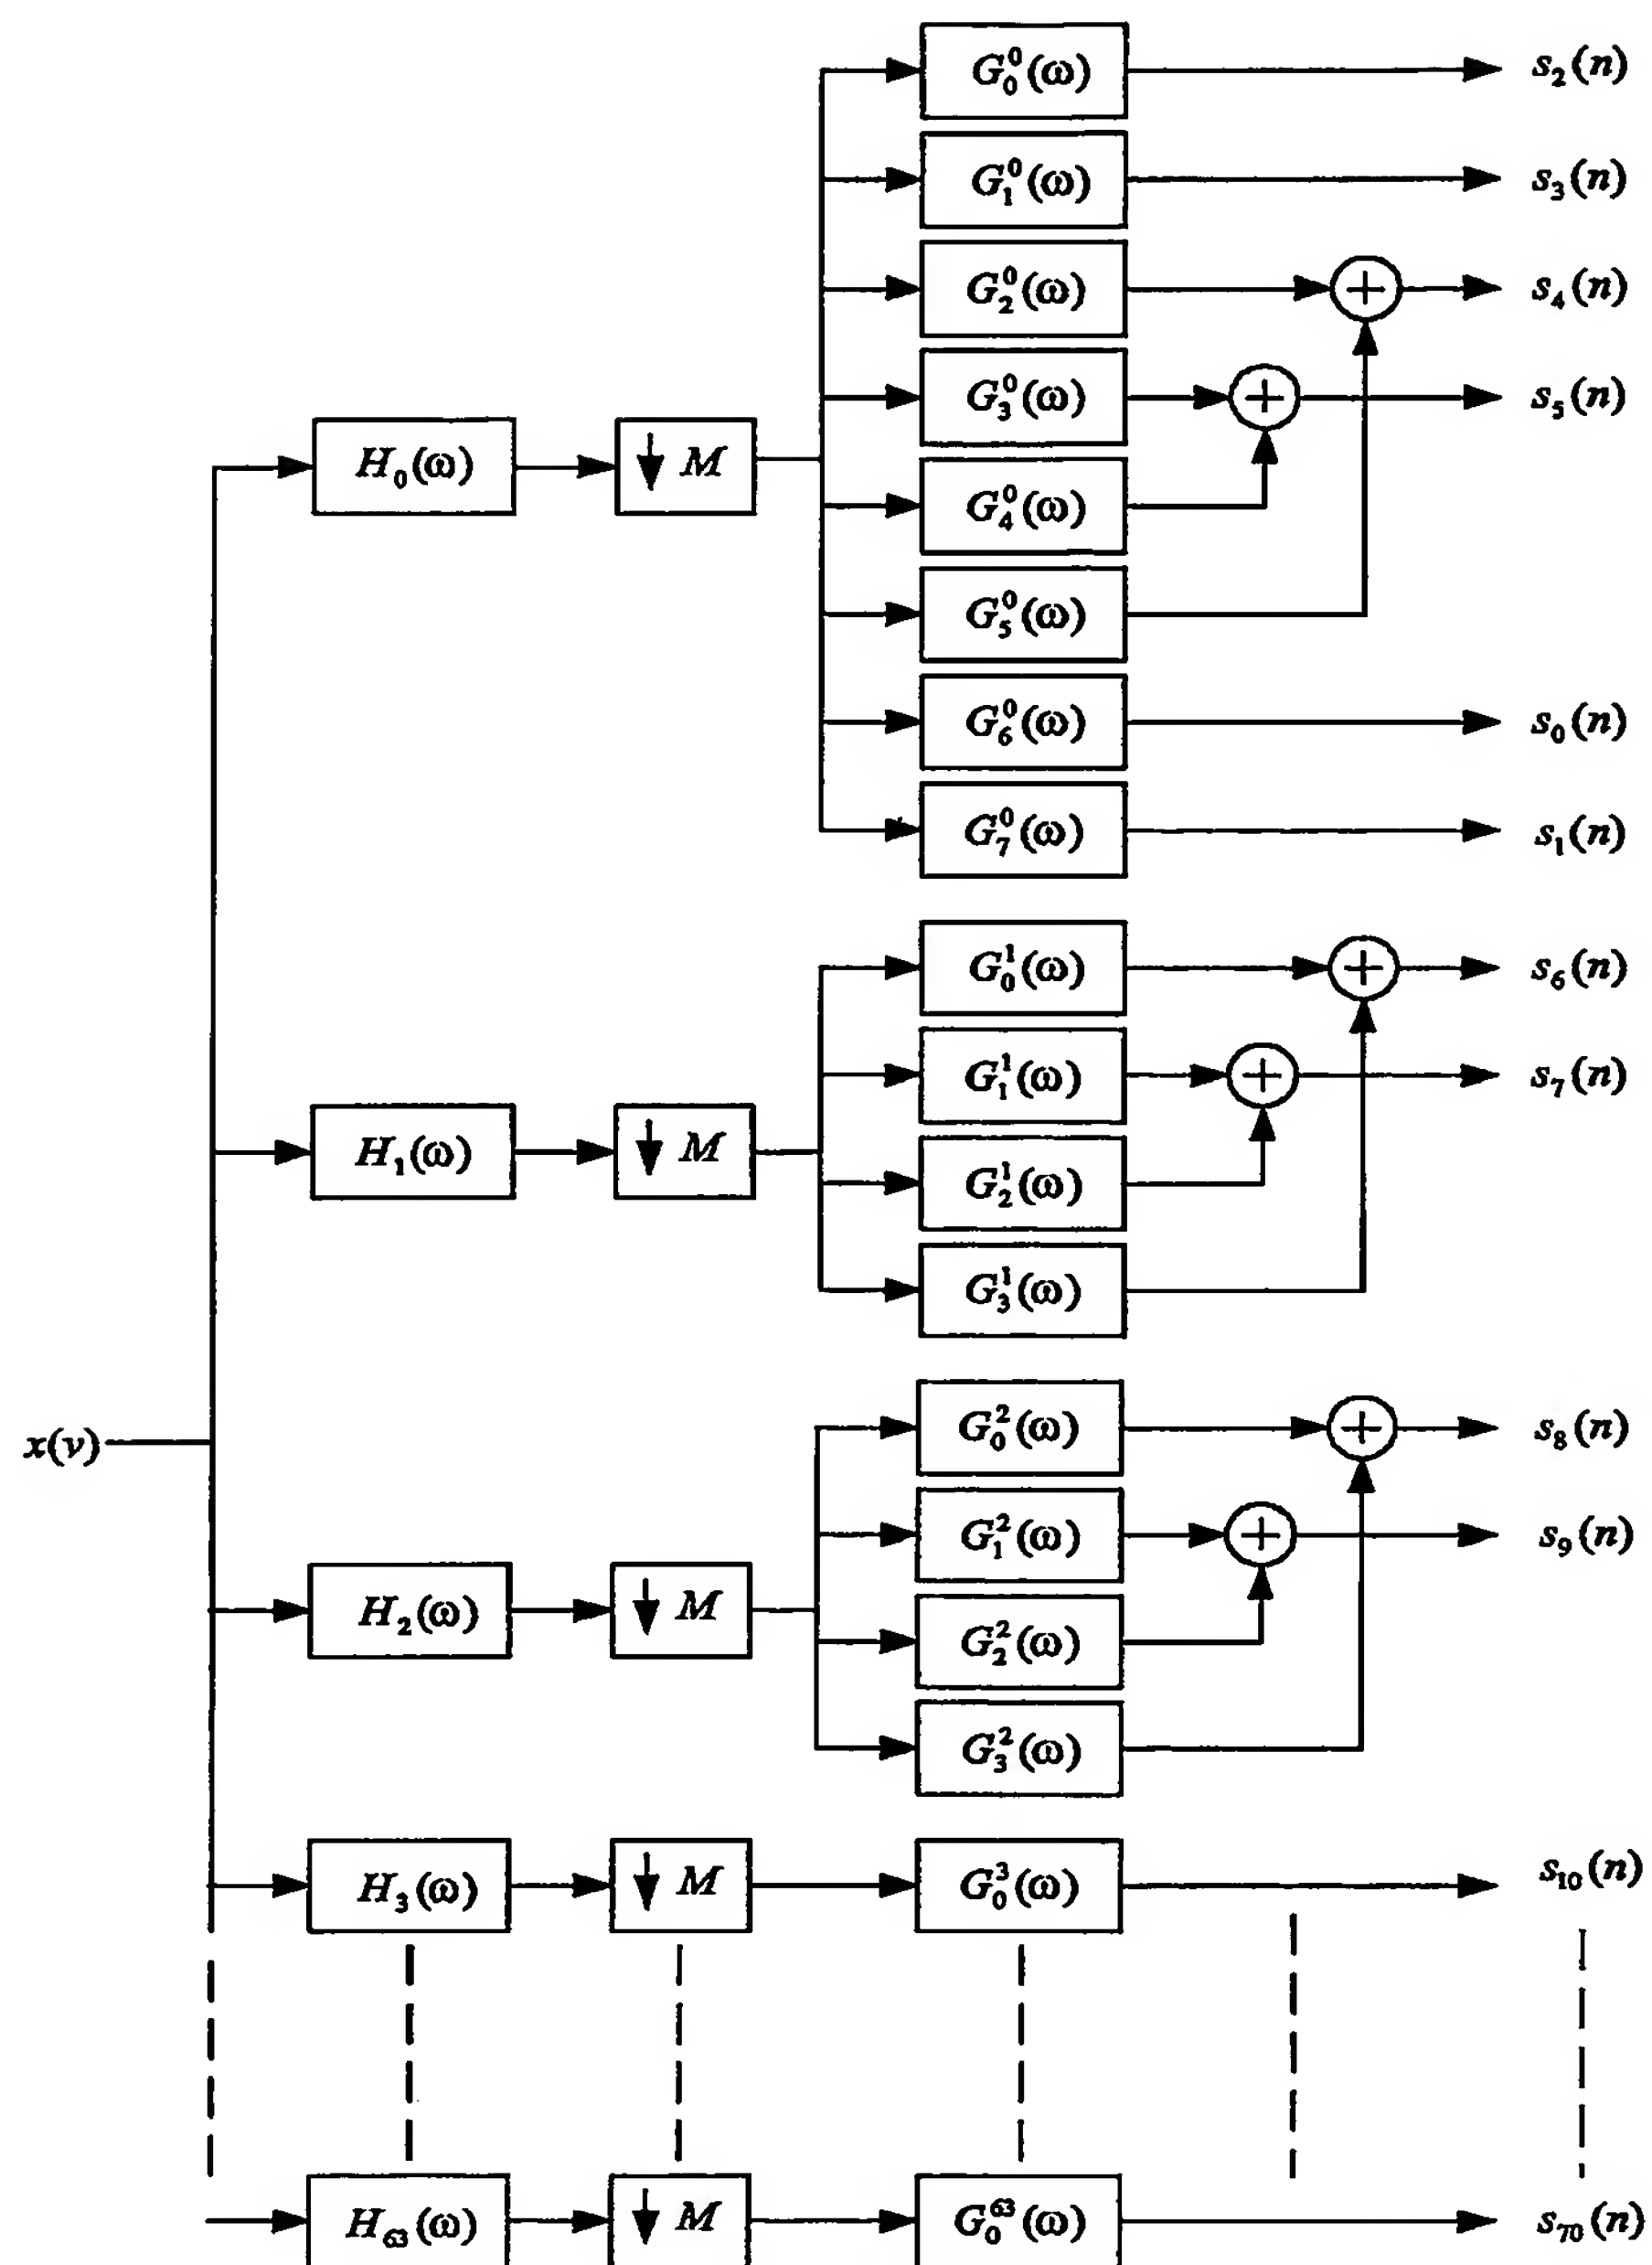 G₀⁰(ω) s₂(n)
G₁⁰(ω) s₃(n)
G₂⁰(ω) + s₄(n)
G₃⁰(ω) + s₅(n)
H₀(ω) ↓ M
G₄⁰(ω)
G₅⁰(ω)
G₆⁰(ω) s₀(n)
G₇⁰(ω) s₁(n)
G₀¹(ω) + s₆(n)
G₁¹(ω) + s₇(n)
H₁(ω) ↓ M
G₂¹(ω)
G₃¹(ω)
G₀²(ω) + s₈(n)
x(v)
G₁²(ω) + s₉(n)
H₂(ω) ↓ M
G₂²(ω)
G₃²(ω)
H₃(ω) ↓ M G₀³(ω) s₁₀(n)
H₆₃(ω) ↓ M G₀⁶³(ω) s₇₀(n)